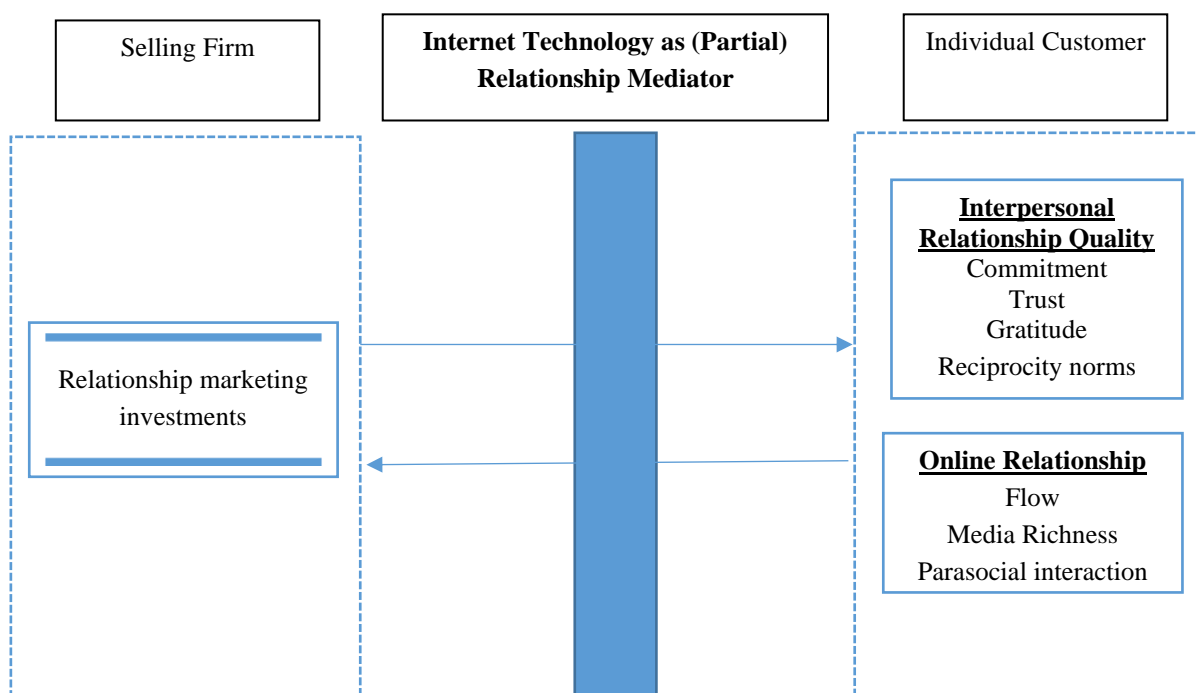 Selling Firm
Internet Technology as (Partial)
Relationship Mediator
Individual Customer
Relationship marketing
investments
Interpersonal
Relationship Quality
Commitment
Trust
Gratitude
Reciprocity norms
Online Relationship
Flow
Media Richness
Parasocial interaction